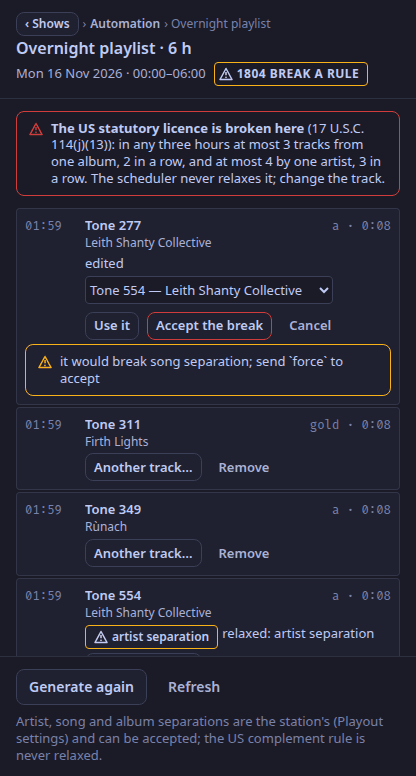 ‹ Shows › Automation › Overnight playlist
Overnight playlist · 6 h
Mon 16 Nov 2026 · 00:00–06:00 1804 BREAK A RULE
The US statutory licence is broken here (17 U.S.C.
114(j)(13)): in any three hours at most 3 tracks from
one album, 2 in a row, and at most 4 by one artist, 3 in
a row. The scheduler never relaxes it; change the track.
01:59 Tone 277 a · 0:08
Leith Shanty Collective
edited
Tone 554 — Leith Shanty Collective
Use it Accept the break Cancel
it would break song separation; send `force` to
accept
01:59 Tone 311 gold · 0:08
Firth Lights
Another track... Remove
01:59 Tone 349 a · 0:08
Rùnach
Another track... Remove
01:59 Tone 554 a · 0:08
Leith Shanty Collective
artist separation relaxed: artist separation
Generate again Refresh
Artist, song and album separations are the station's (Playout
settings) and can be accepted; the US complement rule is
never relaxed.